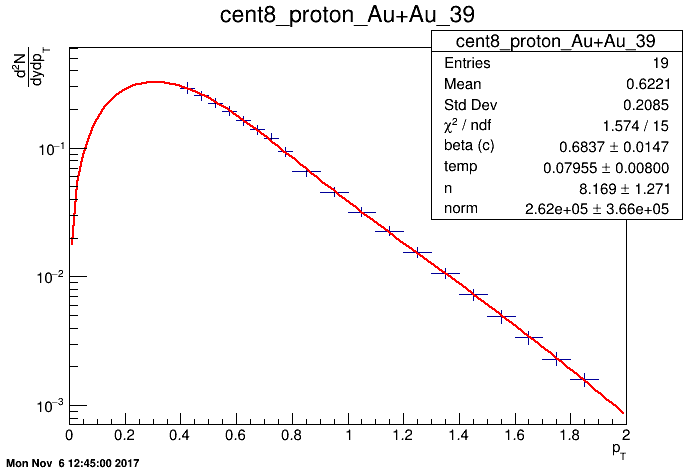 cent8_proton_Au+Au_39
d²N
dydp_T
cent8_proton_Au+Au_39
Entries 19
Mean 0.6221
Std Dev 0.2085
χ² / ndf 1.574 / 15
beta (c) 0.6837 ± 0.0147
temp 0.07955 ± 0.00800
n 8.169 ± 1.271
norm 2.62e+05 ± 3.66e+05
10⁻¹
10⁻²
10⁻³
0 0.2 0.4 0.6 0.8 1 1.2 1.4 1.6 1.8 2
p_T
Mon Nov 6 12:45:00 2017